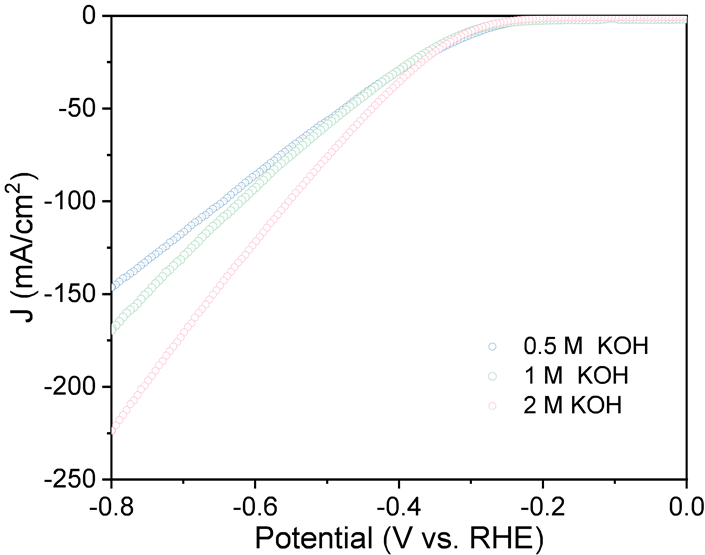 0
-50
-100
-150
-200
-250
J (mA/cm²)
0.5 M KOH
1 M KOH
2 M KOH
-0.8 -0.6 -0.4 -0.2 0.0
Potential (V vs. RHE)